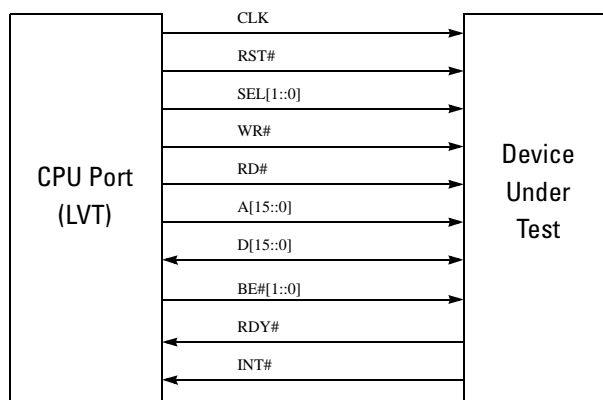 CLK
RST#
SEL[1::0]
WR#
RD#
A[15::0]
D[15::0]
BE#[1::0]
RDY#
INT#
CPU Port
(LVT)
Device
Under
Test